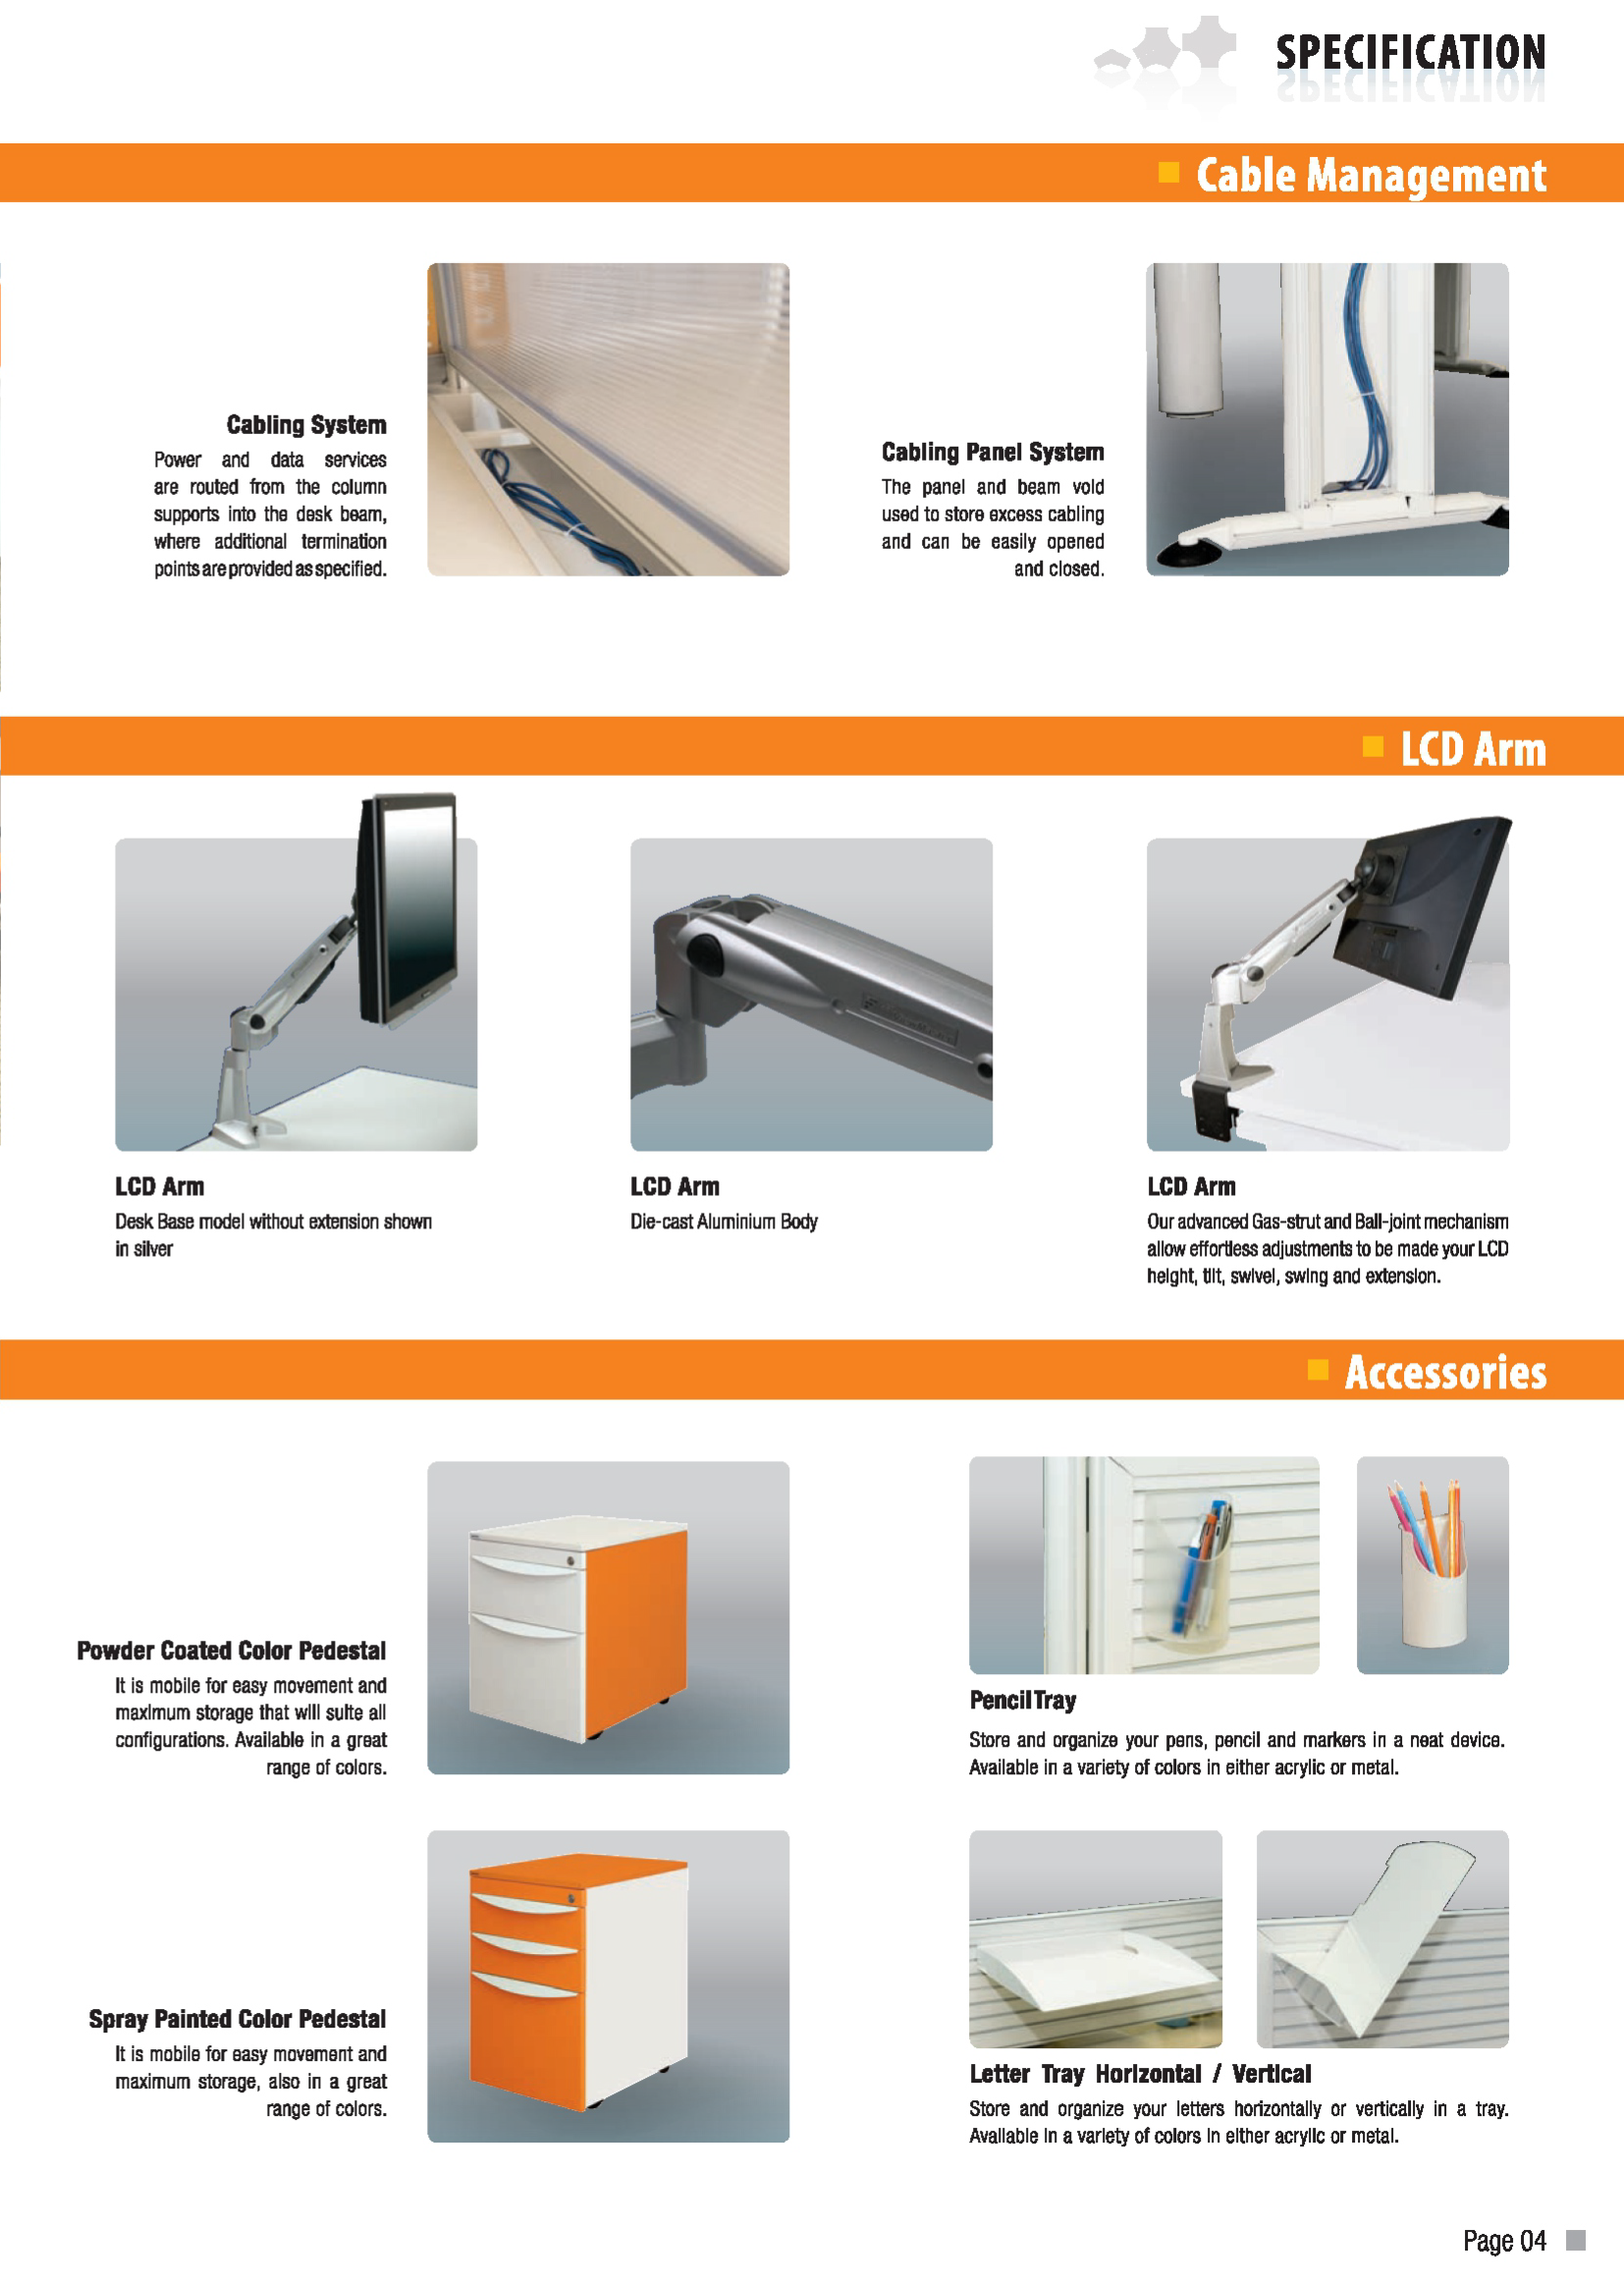 SPECIFICATION
Cable Management
Cabling System
Power and data services
are routed from the column
supports into the desk beam,
where additional termination
points are provided as specified.
Cabling Panel System
The panel and beam vold
used to store excess cabling
and can be easily opened
and closed.
LCD Arm
LCD Arm
Desk Base model without extension shown
in silver
LCD Arm
Die-cast Aluminium Body
LCD Arm
Our advanced Gas-strut and Ball-joint mechanism
allow effortless adjustments to be made your LCD
height, tilt, swivel, swing and extension.
Accessories
Powder Coated Color Pedestal
It is mobile for easy movement and
maximum storage that will suite all
configurations. Available in a great
range of colors.
Pencil Tray
Store and organize your pens, pencil and markers in a neat device.
Available in a variety of colors in either acrylic or metal.
Spray Painted Color Pedestal
It is mobile for easy movement and
maximum storage, also in a great
range of colors.
Letter Tray Horizontal / Vertical
Store and organize your letters horizontally or vertically in a tray.
Available in a variety of colors in either acrylic or metal.
Page 04